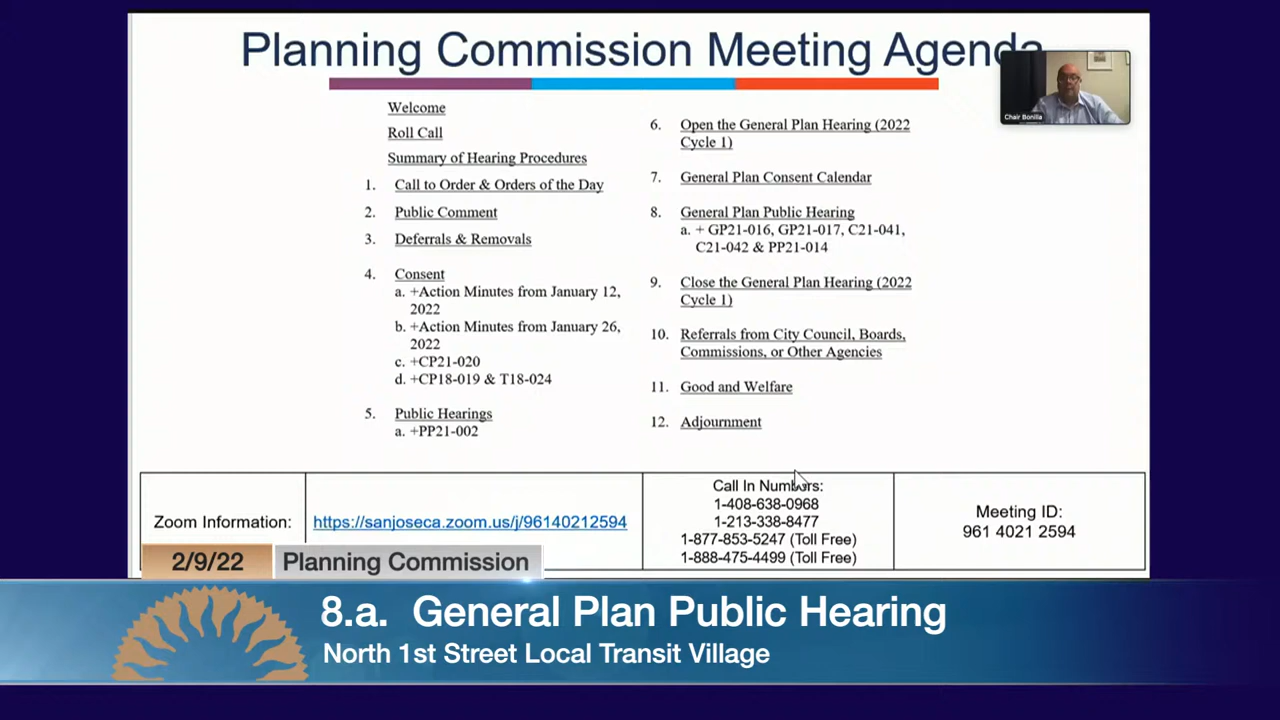 Planning Commission Meeting Agenda
Chair Bonilla
Welcome
Roll Call
Summary of Hearing Procedures
1. Call to Order & Orders of the Day
2. Public Comment
3. Deferrals & Removals
4. Consent
a. +Action Minutes from January 12,
2022
b. +Action Minutes from January 26,
2022
c. +CP21-020
d. +CP18-019 & T18-024
5. Public Hearings
a. +PP21-002
6. Open the General Plan Hearing (2022
Cycle 1)
7. General Plan Consent Calendar
8. General Plan Public Hearing
a. + GP21-016, GP21-017, C21-041,
C21-042 & PP21-014
9. Close the General Plan Hearing (2022
Cycle 1)
10. Referrals from City Council, Boards,
Commissions, or Other Agencies
11. Good and Welfare
12. Adjournment
Zoom Information:
https://sanjoseca.zoom.us/j/96140212594
Call In Numbers:
1-408-638-0968
1-213-338-8477
1-877-853-5247 (Toll Free)
1-888-475-4499 (Toll Free)
Meeting ID:
961 4021 2594
2/9/22 Planning Commission
8.a. General Plan Public Hearing
North 1st Street Local Transit Village